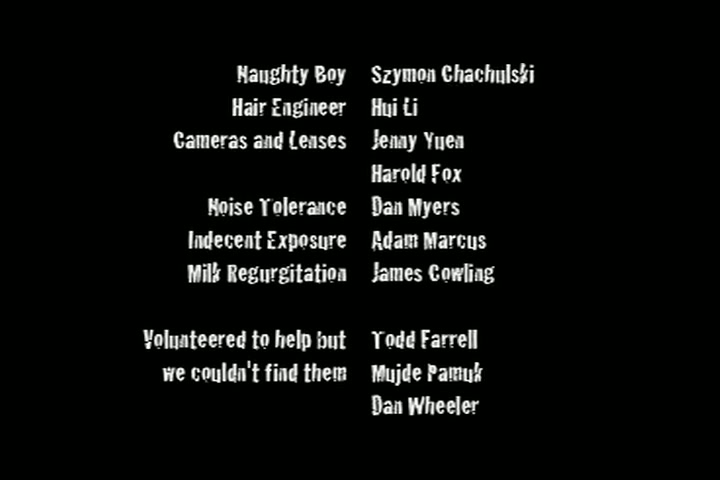 Naughty Boy Szymon Chachulski
Hair Engineer Hui Li
Cameras and Lenses Jenny Yuen
Harold Fox
Noise Tolerance Dan Myers
Indecent Exposure Adam Marcus
Milk Regurgitation James Cowling
Volunteered to help but Todd Farrell
we couldn't find them Mujde Pamuk
Dan Wheeler